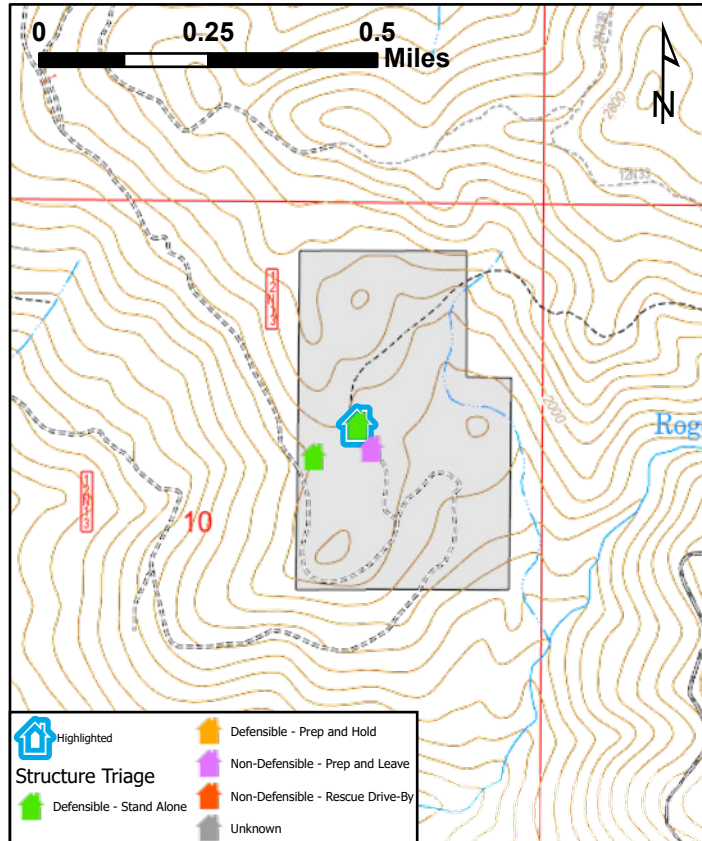 0 0.25 0.5
Miles
N
12N33
2800
12N33
12N13
2000
Rog
12N13
10
Highlighted
Structure Triage
Defensible - Stand Alone
Defensible - Prep and Hold
Non-Defensible - Prep and Leave
Non-Defensible - Rescue Drive-By
Unknown